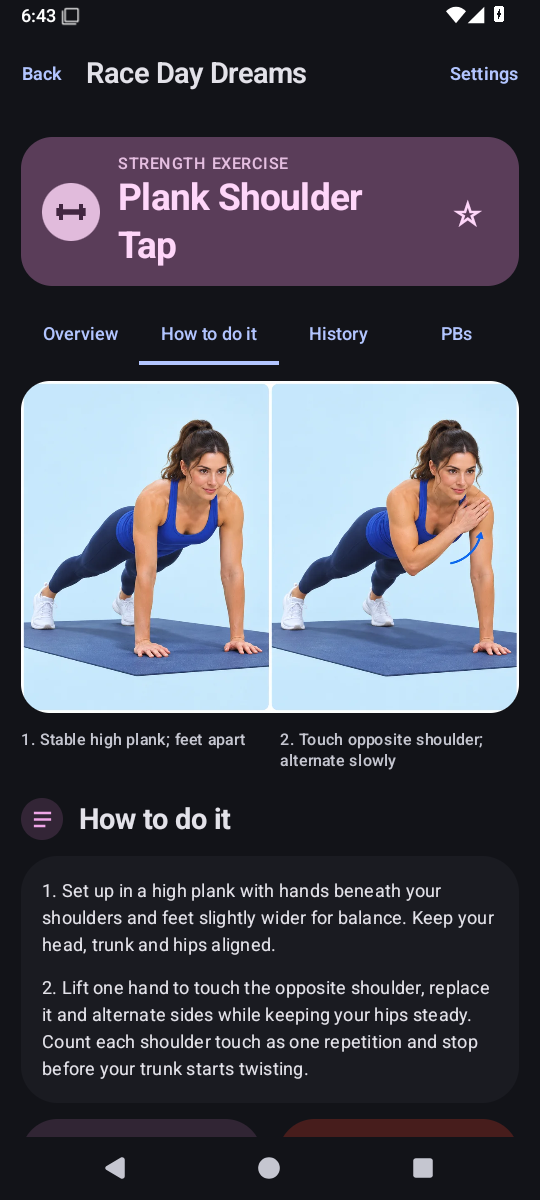 6:43
Back
Race Day Dreams
Settings
STRENGTH EXERCISE
Plank Shoulder
Tap
Overview
How to do it
History
PBs
1. Stable high plank; feet apart
2. Touch opposite shoulder;
alternate slowly
How to do it
1. Set up in a high plank with hands beneath your
shoulders and feet slightly wider for balance. Keep your
head, trunk and hips aligned.
2. Lift one hand to touch the opposite shoulder, replace
it and alternate sides while keeping your hips steady.
Count each shoulder touch as one repetition and stop
before your trunk starts twisting.